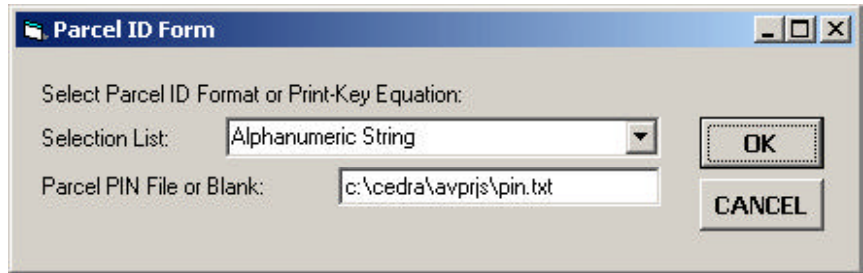 Parcel ID Form
Select Parcel ID Format or Print-Key Equation:
Selection List: Alphanumeric String
OK
Parcel PIN File or Blank: c:\cedra\avprjs\pin.txt
CANCEL